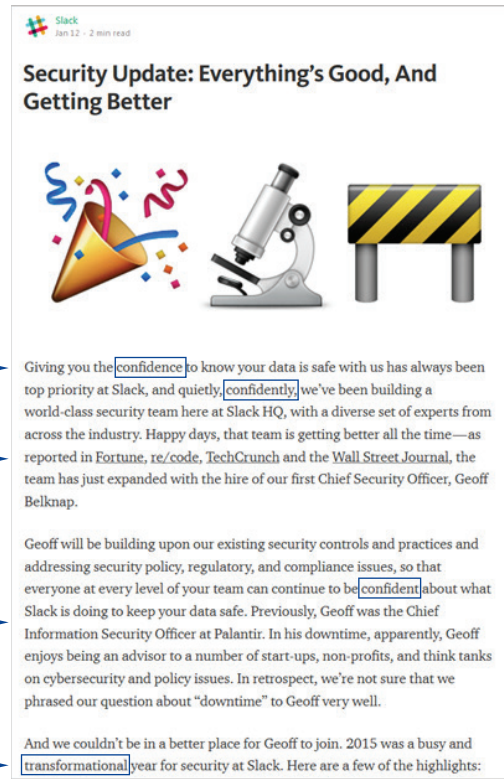 Slack
Jan 12 · 2 min read
Security Update: Everything’s Good, And
Getting Better
Giving you the confidence to know your data is safe with us has always been
top priority at Slack, and quietly, confidently, we’ve been building a
world-class security team here at Slack HQ, with a diverse set of experts from
across the industry. Happy days, that team is getting better all the time—as
reported in Fortune, re/code, TechCrunch and the Wall Street Journal, the
team has just expanded with the hire of our first Chief Security Officer, Geoff
Belknap.
Geoff will be building upon our existing security controls and practices and
addressing security policy, regulatory, and compliance issues, so that
everyone at every level of your team can continue to be confident about what
Slack is doing to keep your data safe. Previously, Geoff was the Chief
Information Security Officer at Palantir. In his downtime, apparently, Geoff
enjoys being an advisor to a number of start-ups, non-profits, and think tanks
on cybersecurity and policy issues. In retrospect, we’re not sure that we
phrased our question about “downtime” to Geoff very well.
And we couldn’t be in a better place for Geoff to join. 2015 was a busy and
transformational year for security at Slack. Here are a few of the highlights: